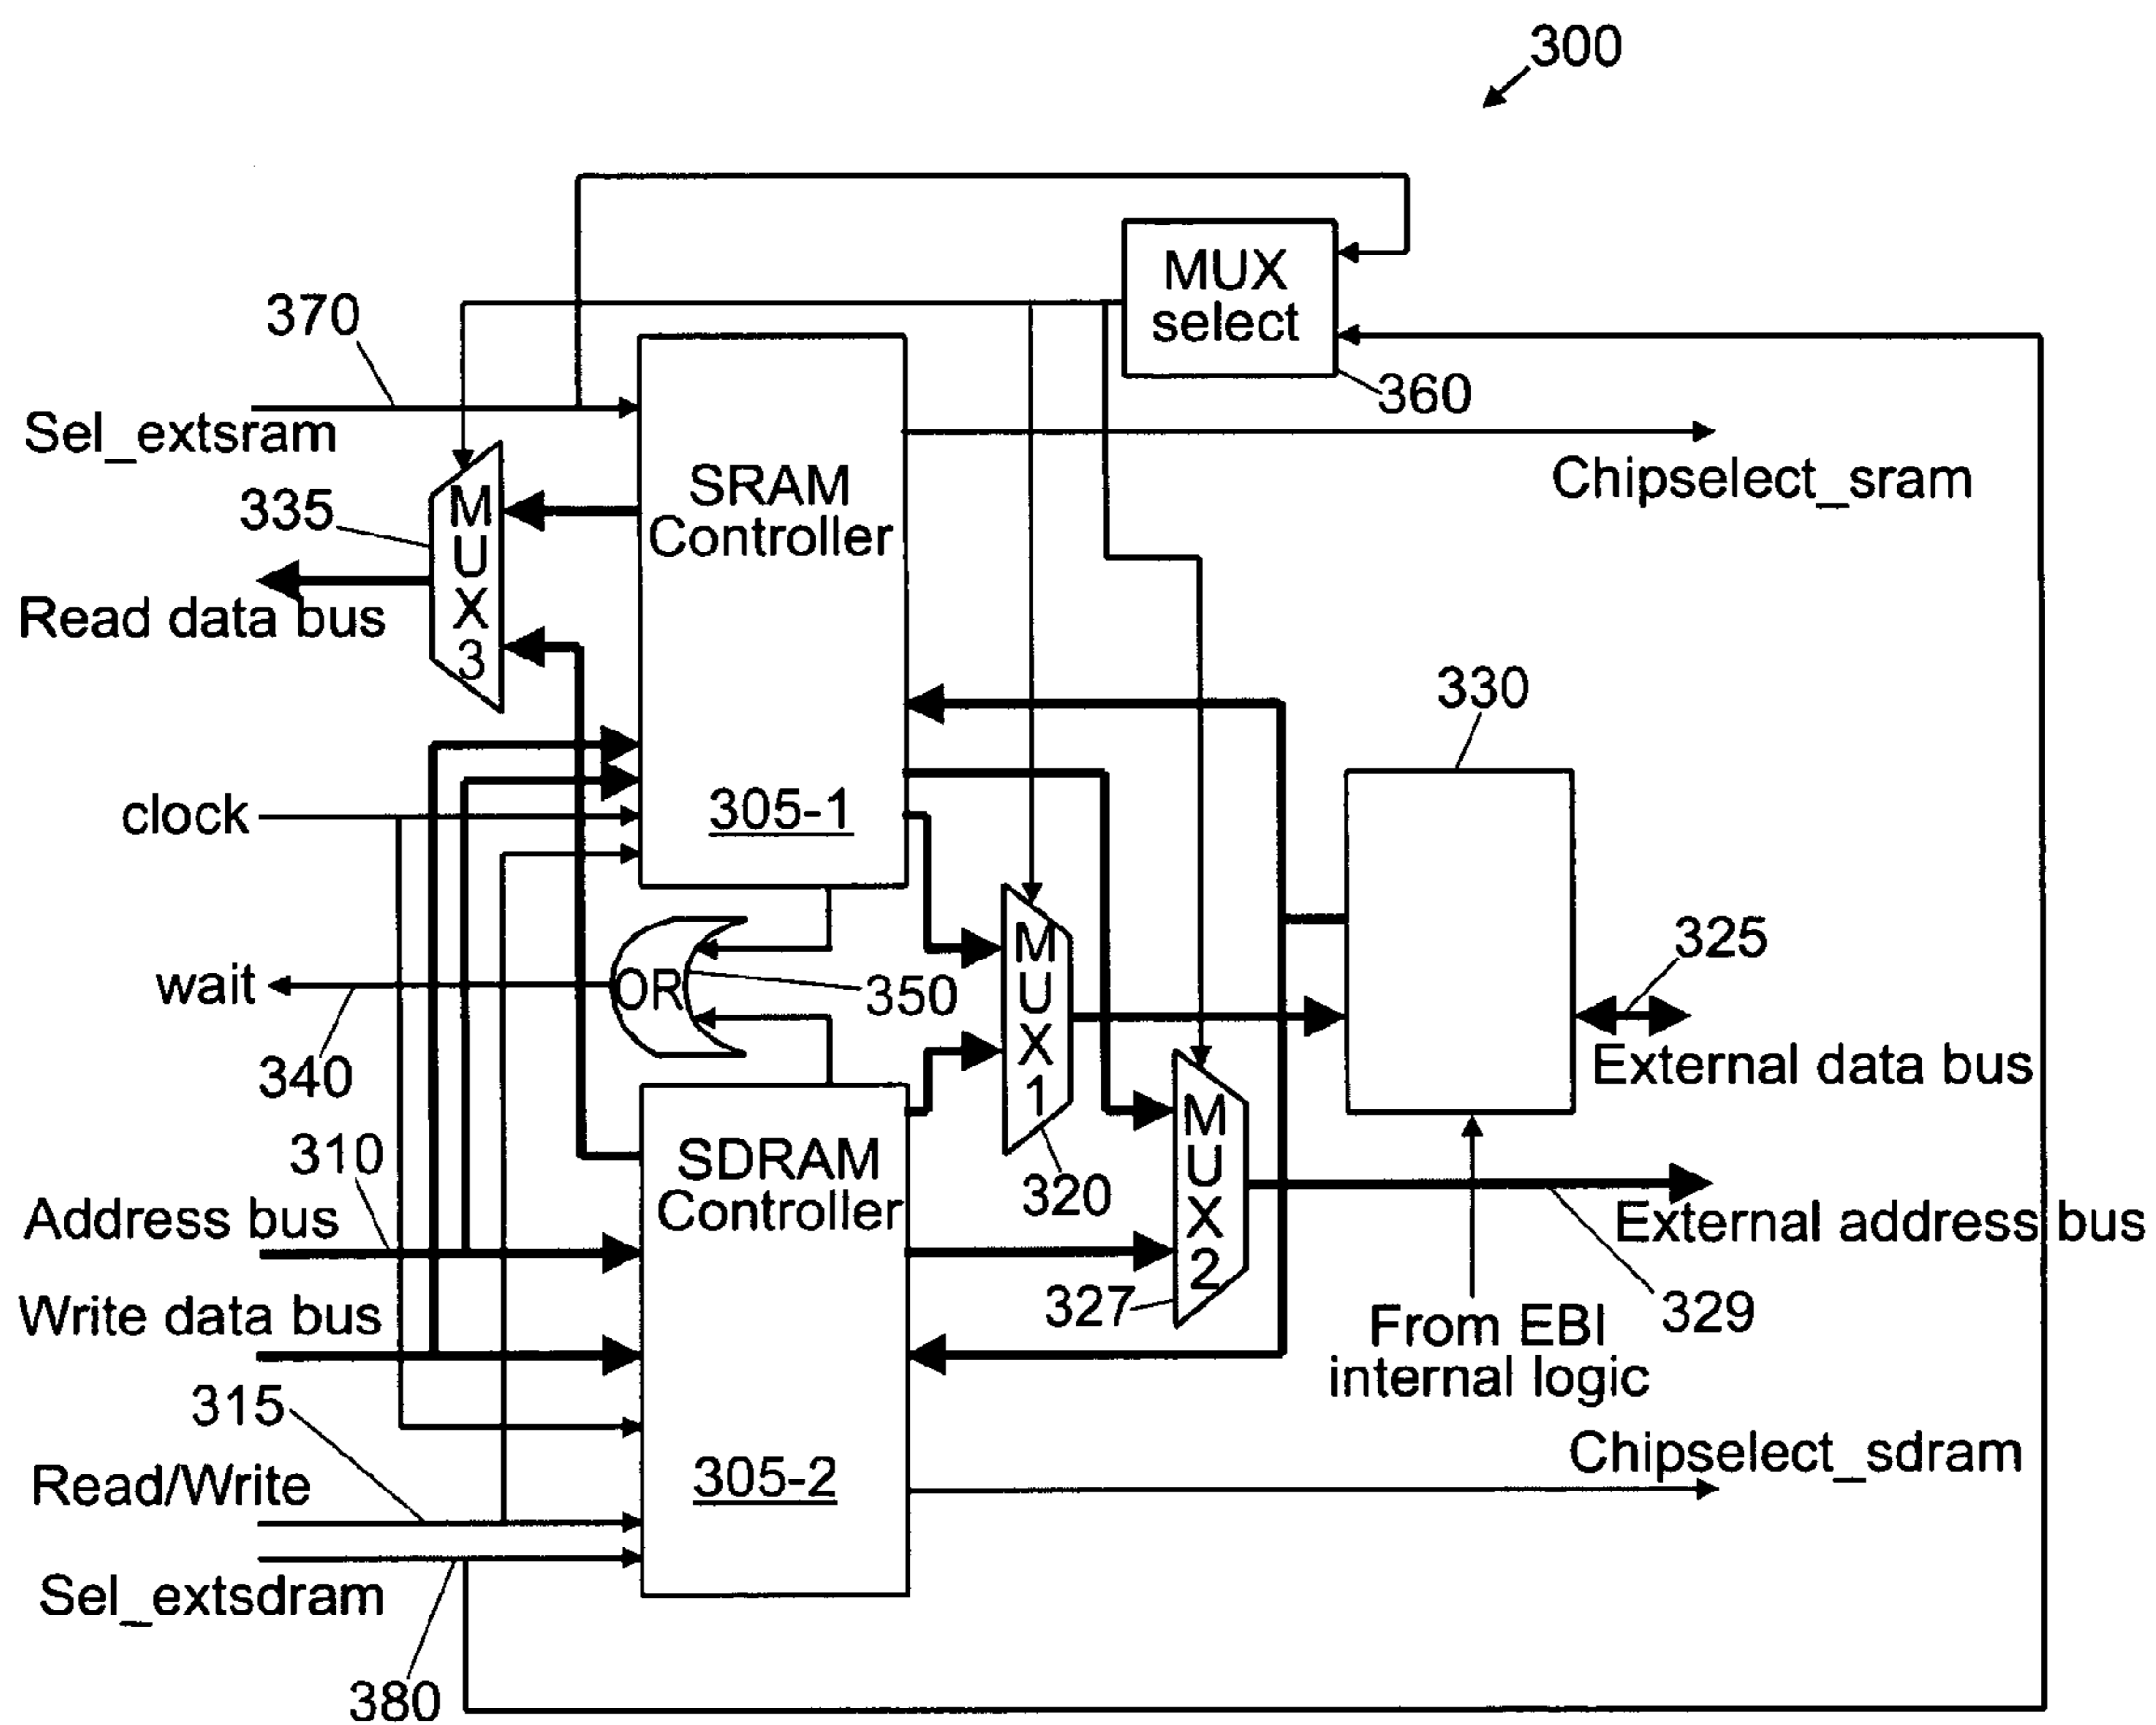 300
MUX
select
370
360
Sel_extsram
Chipselect_sram
SRAM
Controller
335
MUX3
Read data bus
330
clock
305-1
325
MUX1
wait
OR
350
External data bus
340
MUX2
310
SDRAM
Controller
320
Address bus
External address bus
Write data bus
327
From EBI
internal logic
329
315
Read/Write
305-2
Chipselect_sdram
Sel_extsdram
380